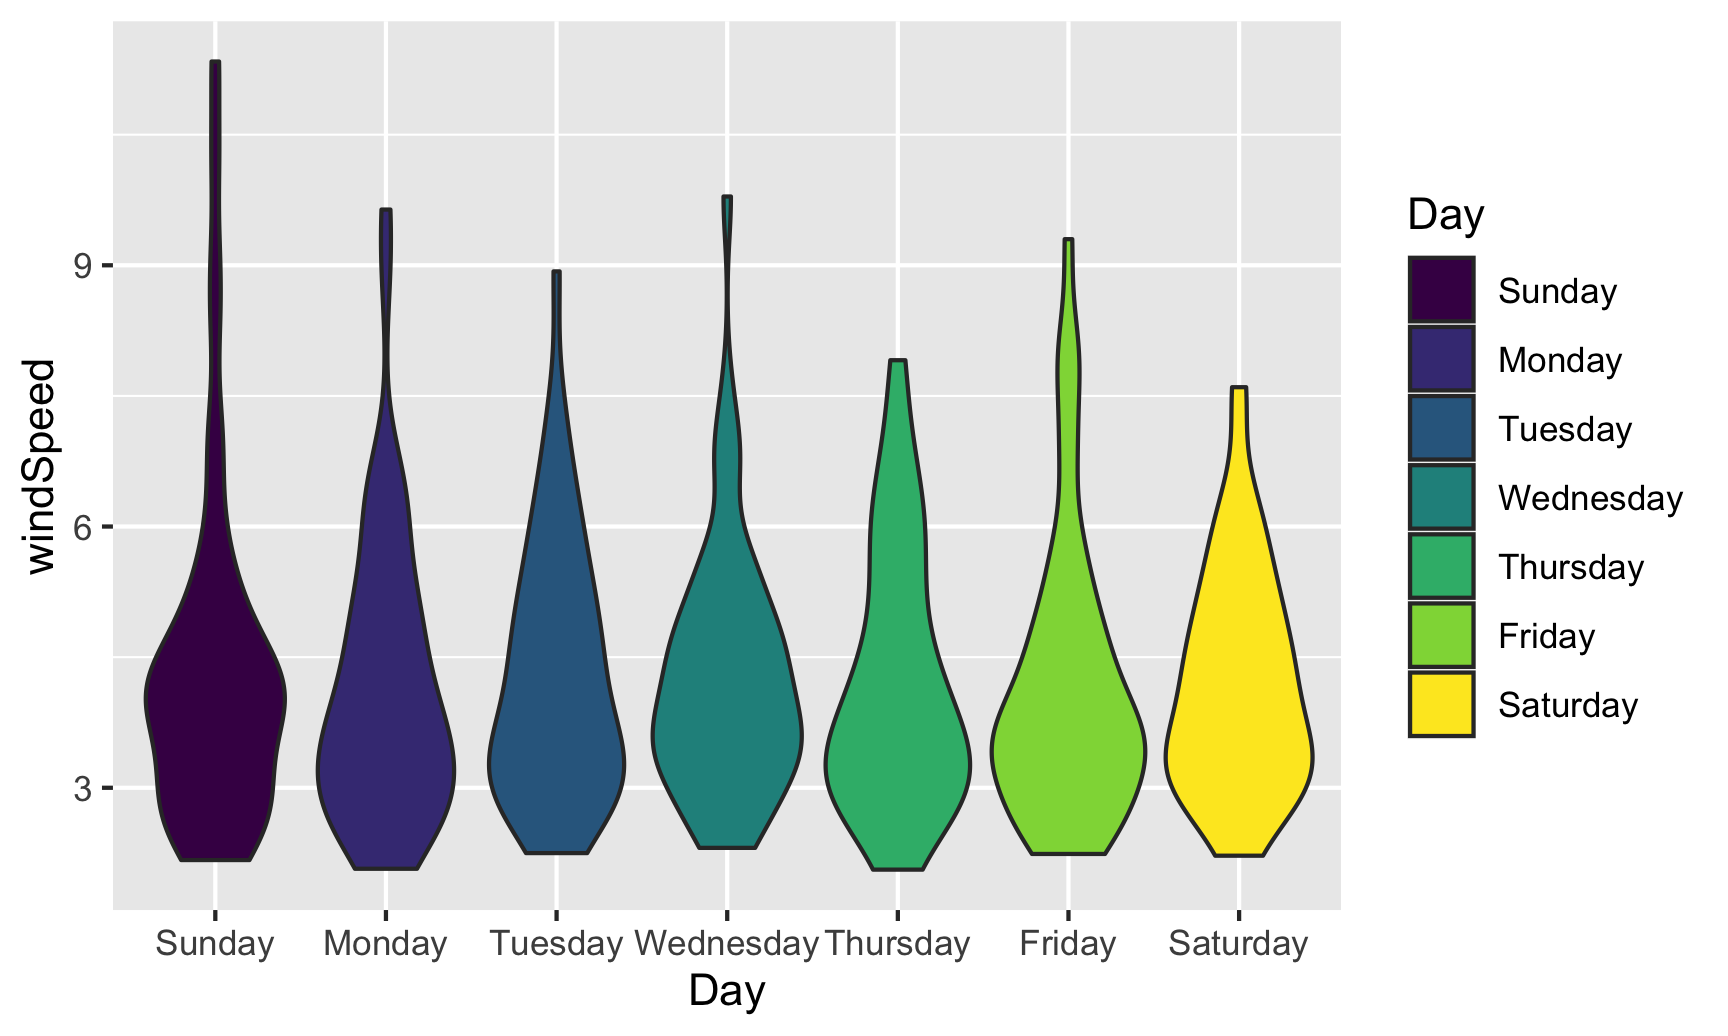 windSpeed
9
6
3
Sunday Monday Tuesday Wednesday Thursday Friday Saturday
Day
Day
Sunday
Monday
Tuesday
Wednesday
Thursday
Friday
Saturday